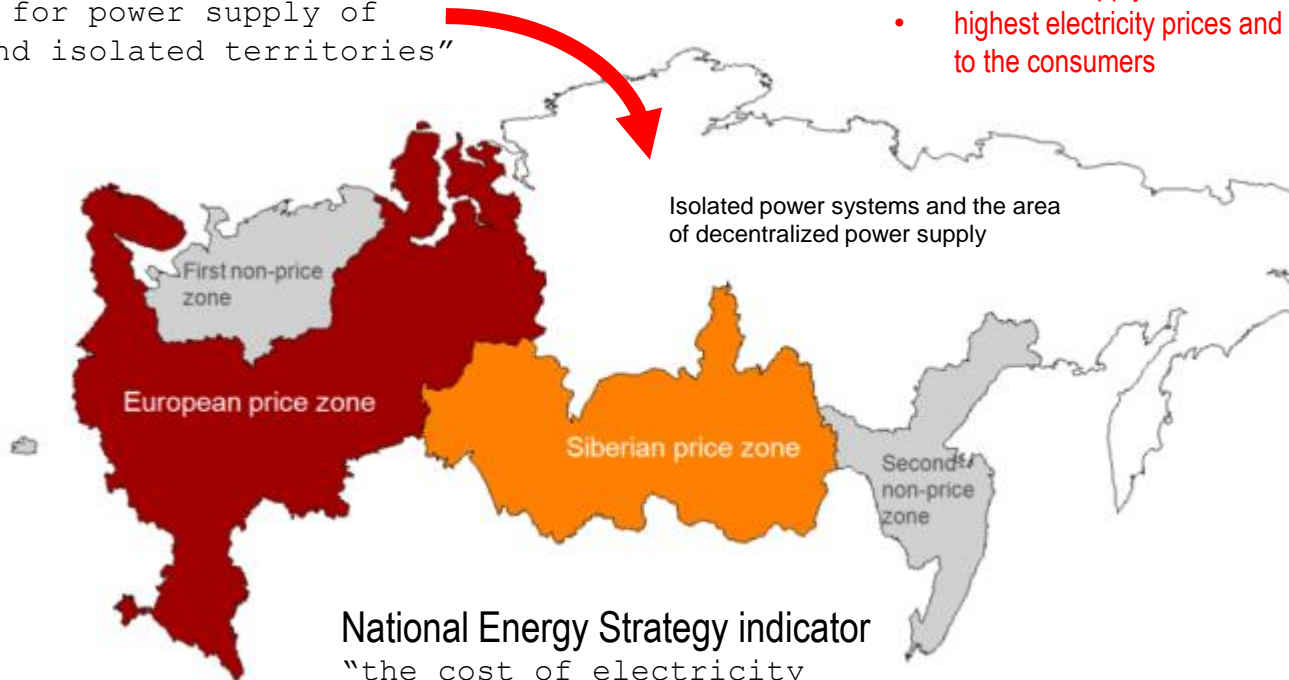 for power supply of
nd isolated territories”
• highest electricity prices and
to the consumers
Isolated power systems and the area
of decentralized power supply
First non-price
zone
European price zone
Siberian price zone
Second
non-price
zone
National Energy Strategy indicator
“the cost of electricity